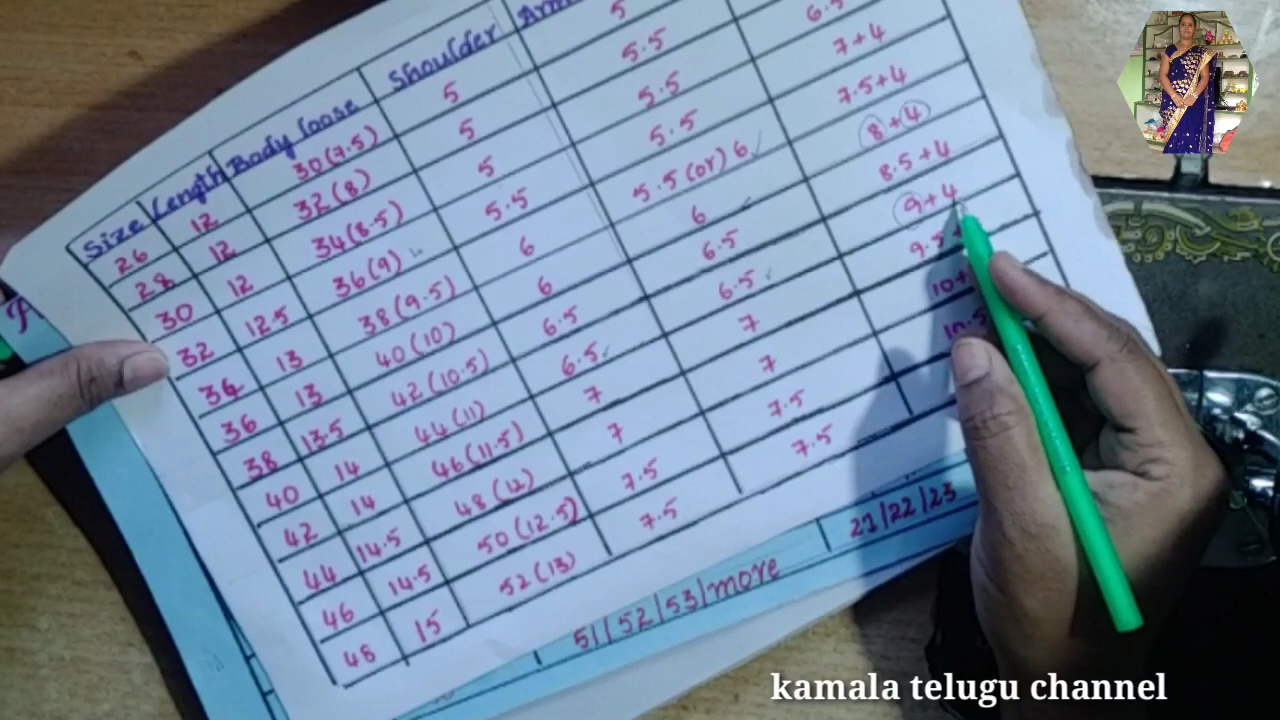 Size Length Body loose Shoulder Arm
26 12 30(7.5) 5 5
28 12 32(8) 5 5.5
30 12 34(8.5) 5 5.5 6.5
32 12.5 36(9) 5.5 5.5 7+4
34 13 38(9.5) 6 5.5(or)6 7.5+4
36 13 40(10) 6 6 8+4
38 13.5 42(10.5) 6.5 6.5 8.5+4
40 14 44(11) 6.5 6.5 9+4
42 14 46(11.5) 7 7 9.5+
44 14.5 48(12) 7 7 10+
46 14.5 50(12.5) 7.5 7.5 10.5
48 15 52(13) 7.5 7.5
51/52/53/more 21/22/23
kamala telugu channel